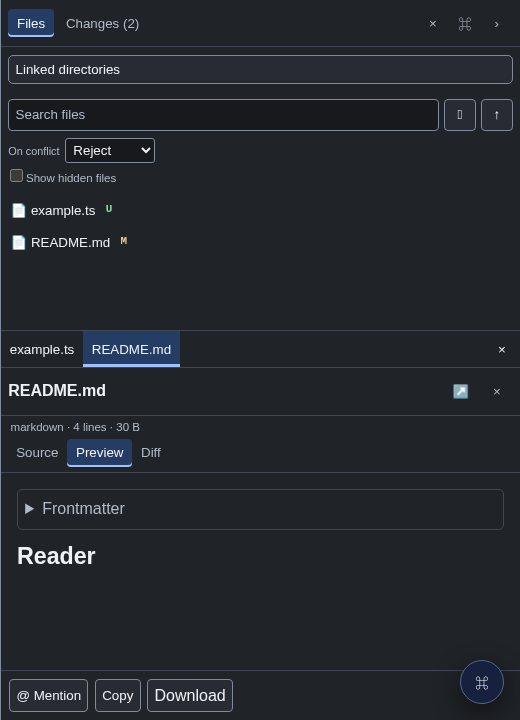 Files Changes (2) × ⌘ ›
Linked directories
Search files ↑
On conflict Reject
Show hidden files
example.ts U
README.md M
example.ts README.md ×
README.md ↗ ×
markdown · 4 lines · 30 B
Source Preview Diff
▶ Frontmatter
Reader
⌘
@ Mention Copy Download